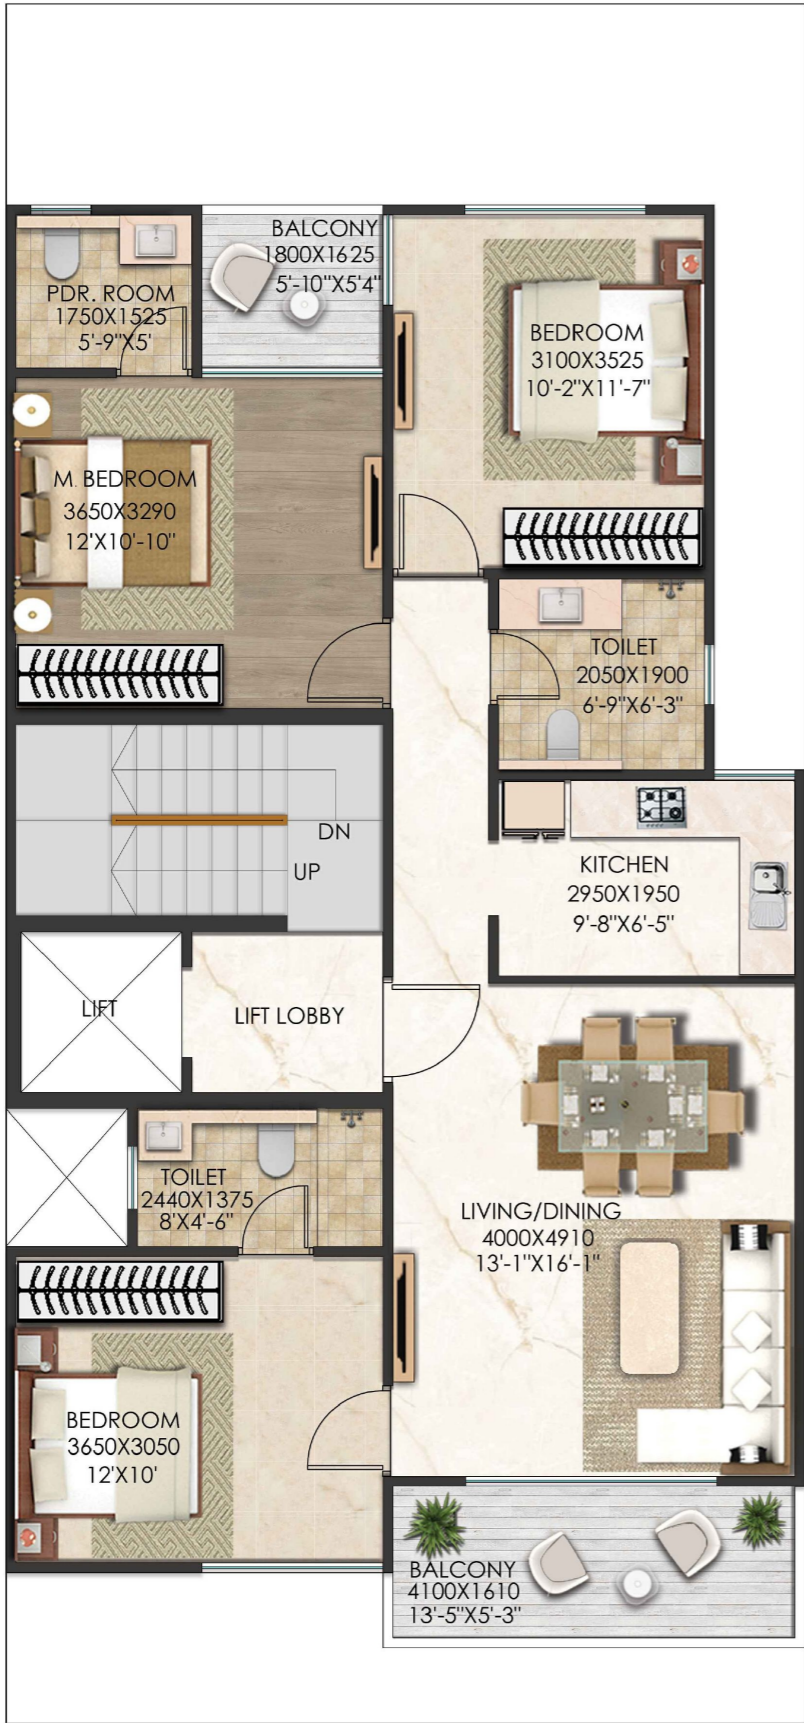 BALCONY
1800X1625
5'-10"X5'4"
PDR. ROOM
1750X1525
5'-9"X5'
BEDROOM
3100X3525
10'-2"X11'-7"
M. BEDROOM
3650X3290
12'X10'-10"
TOILET
2050X1900
6'-9"X6'-3"
DN
UP
KITCHEN
2950X1950
9'-8"X6'-5"
LIFT
LIFT LOBBY
TOILET
2440X1375
8'X4'-6"
LIVING/DINING
4000X4910
13'-1"X16'-1"
BEDROOM
3650X3050
12'X10'
BALCONY
4100X1610
13'-5"X5'-3"